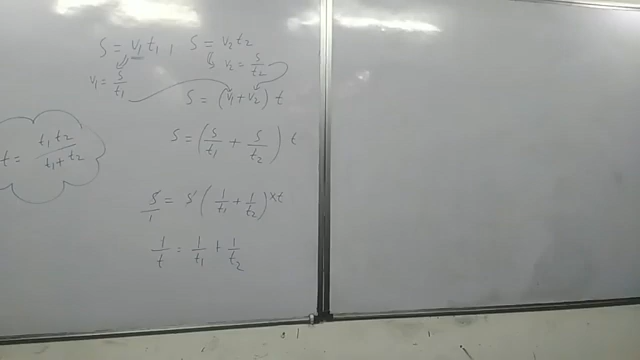 S = v₁ t₁ , S = v₂ t₂
v₁ = S/t₁
v₂ = S/t₂
S = (v₁ + v₂) t
S = (S/t₁ + S/t₂) t
t = t₁ t₂ / t₁ + t₂
S/1 = S (1/t₁ + 1/t₂) × t
1/t = 1/t₁ + 1/t₂